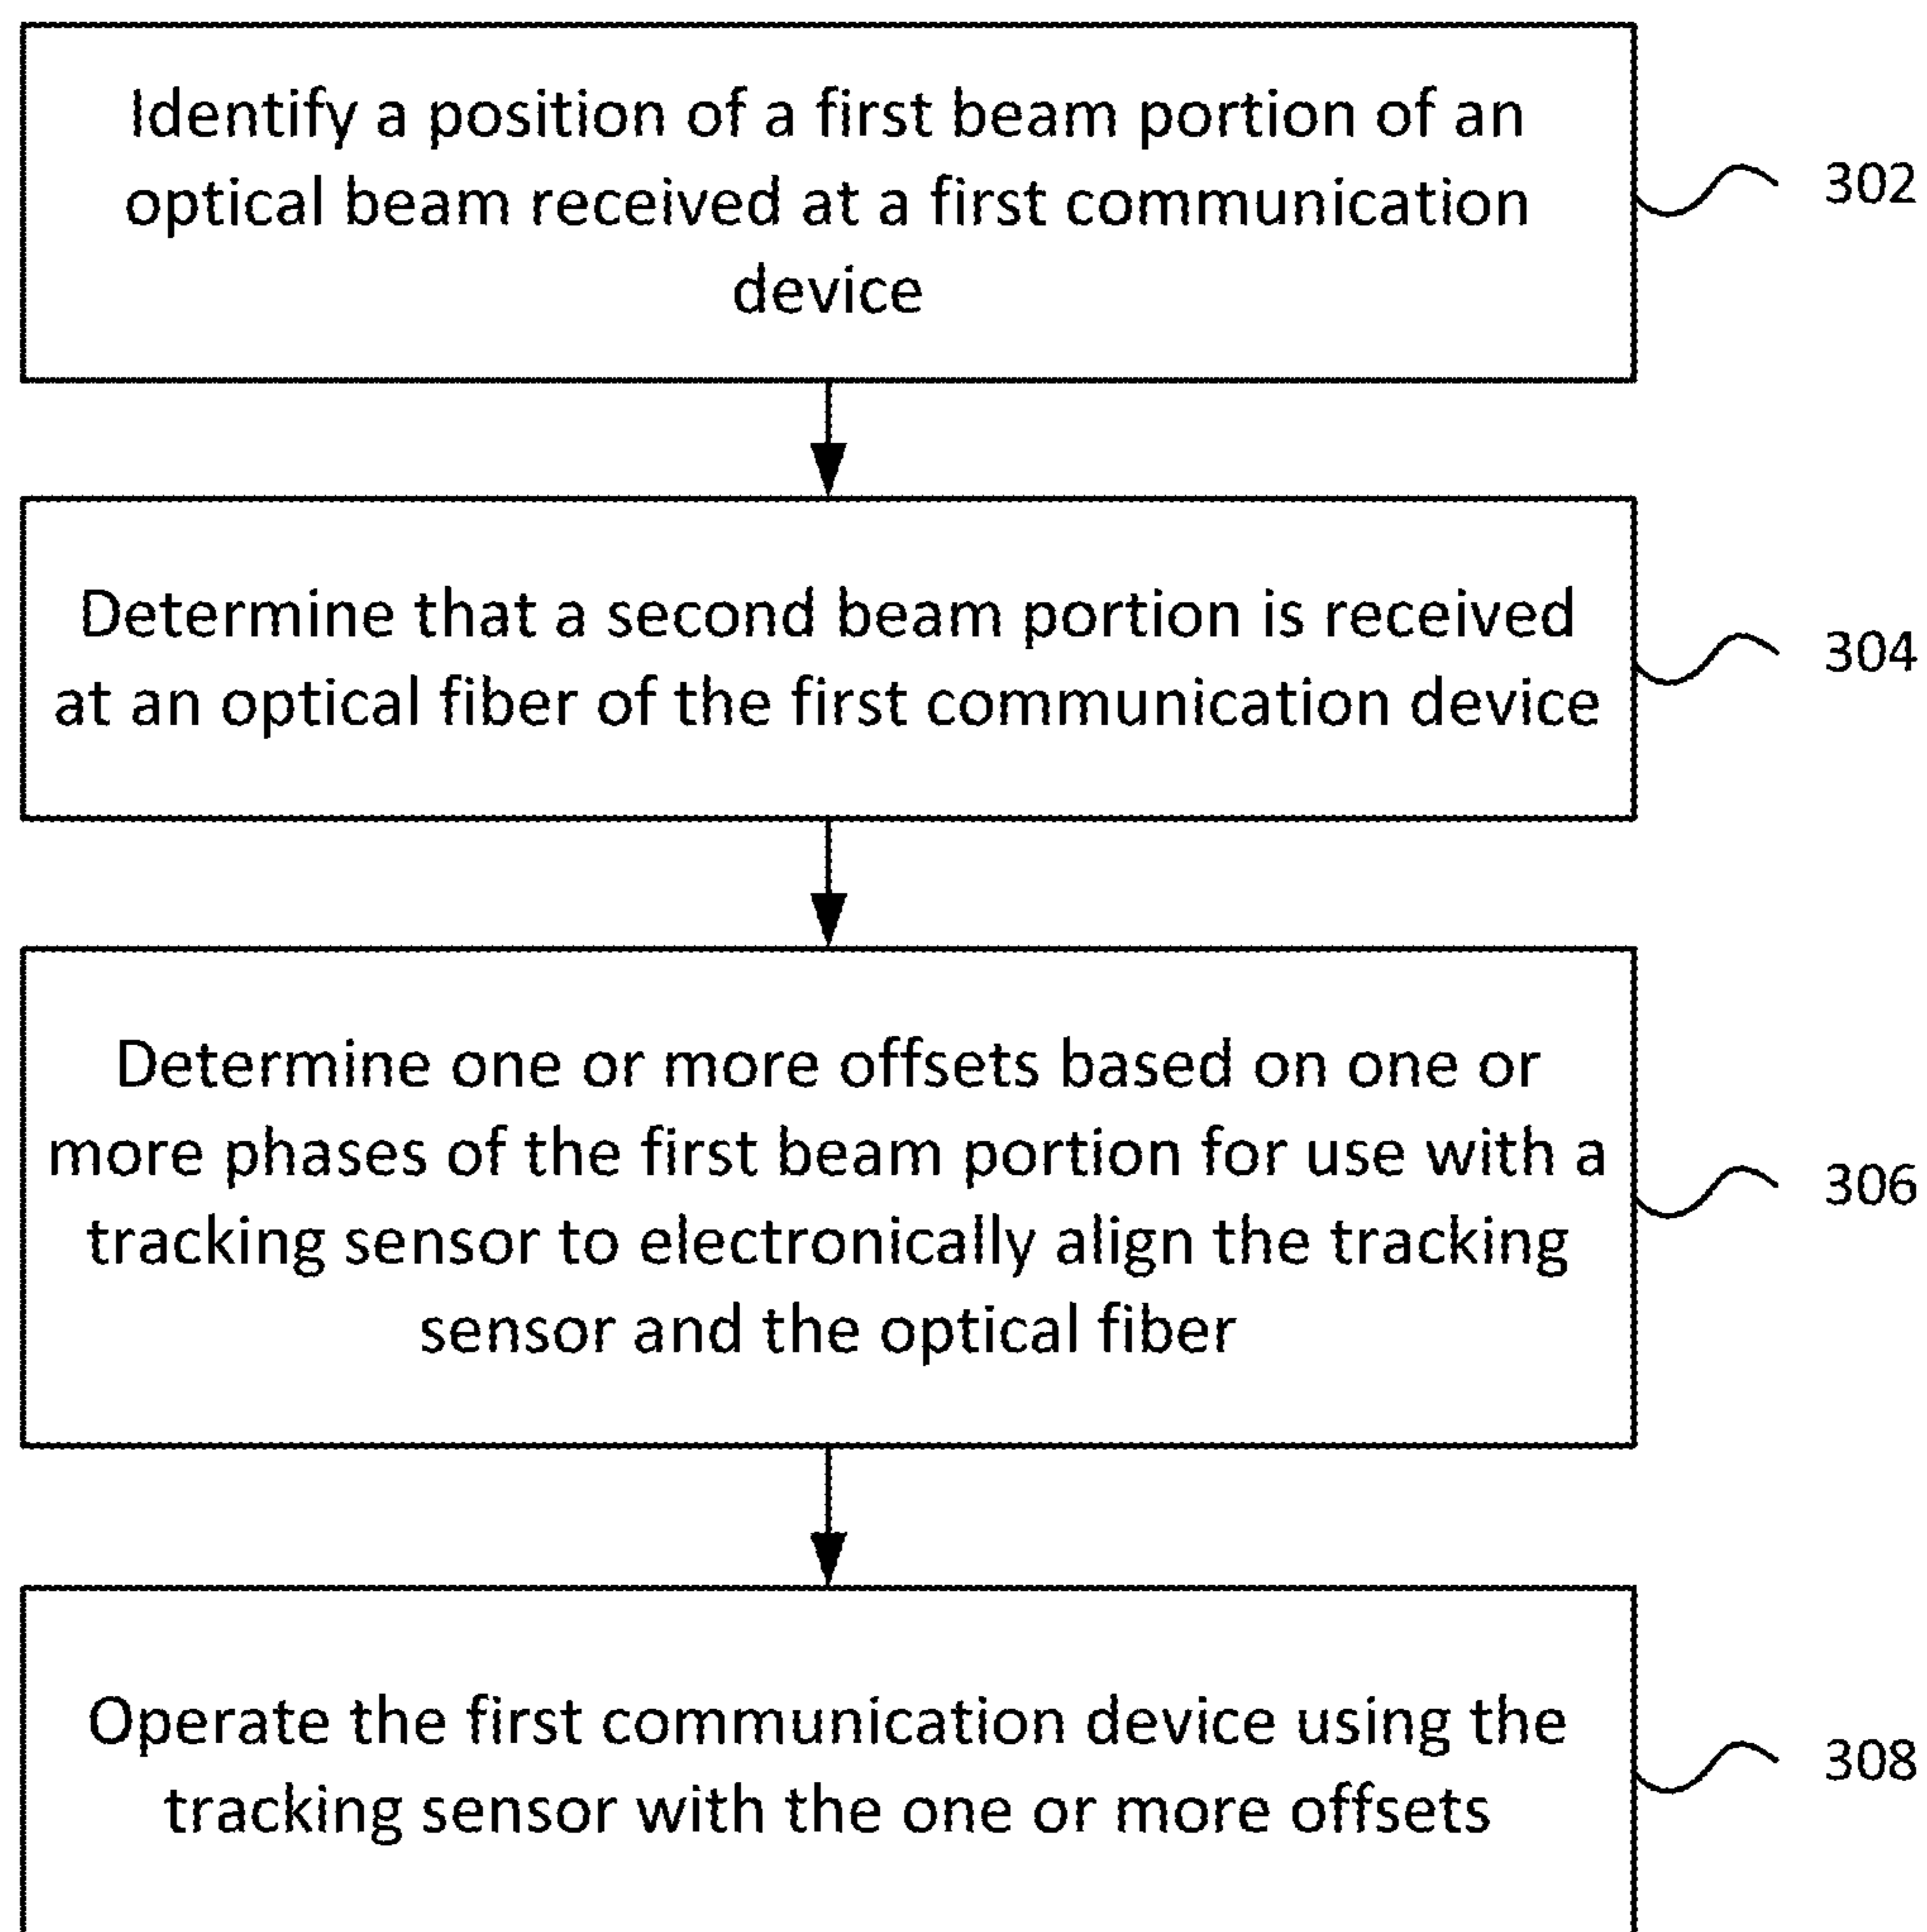 Identify a position of a first beam portion of an
optical beam received at a first communication
device
302
Determine that a second beam portion is received
at an optical fiber of the first communication device
304
Determine one or more offsets based on one or
more phases of the first beam portion for use with a
tracking sensor to electronically align the tracking
sensor and the optical fiber
306
Operate the first communication device using the
tracking sensor with the one or more offsets
308